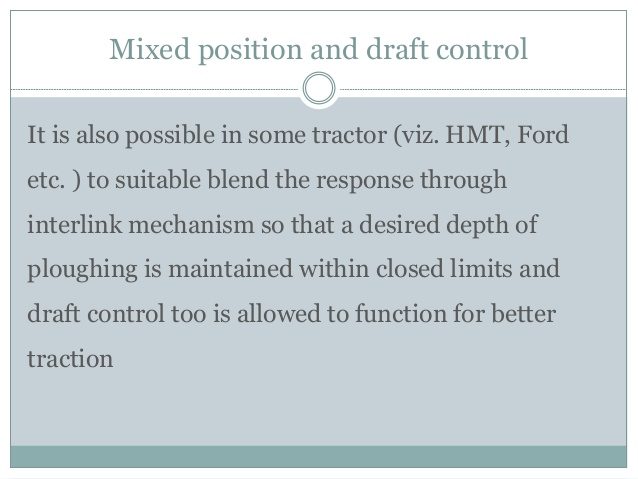 Mixed position and draft control
It is also possible in some tractor (viz. HMT, Ford
etc. ) to suitable blend the response through
interlink mechanism so that a desired depth of
ploughing is maintained within closed limits and
draft control too is allowed to function for better
traction